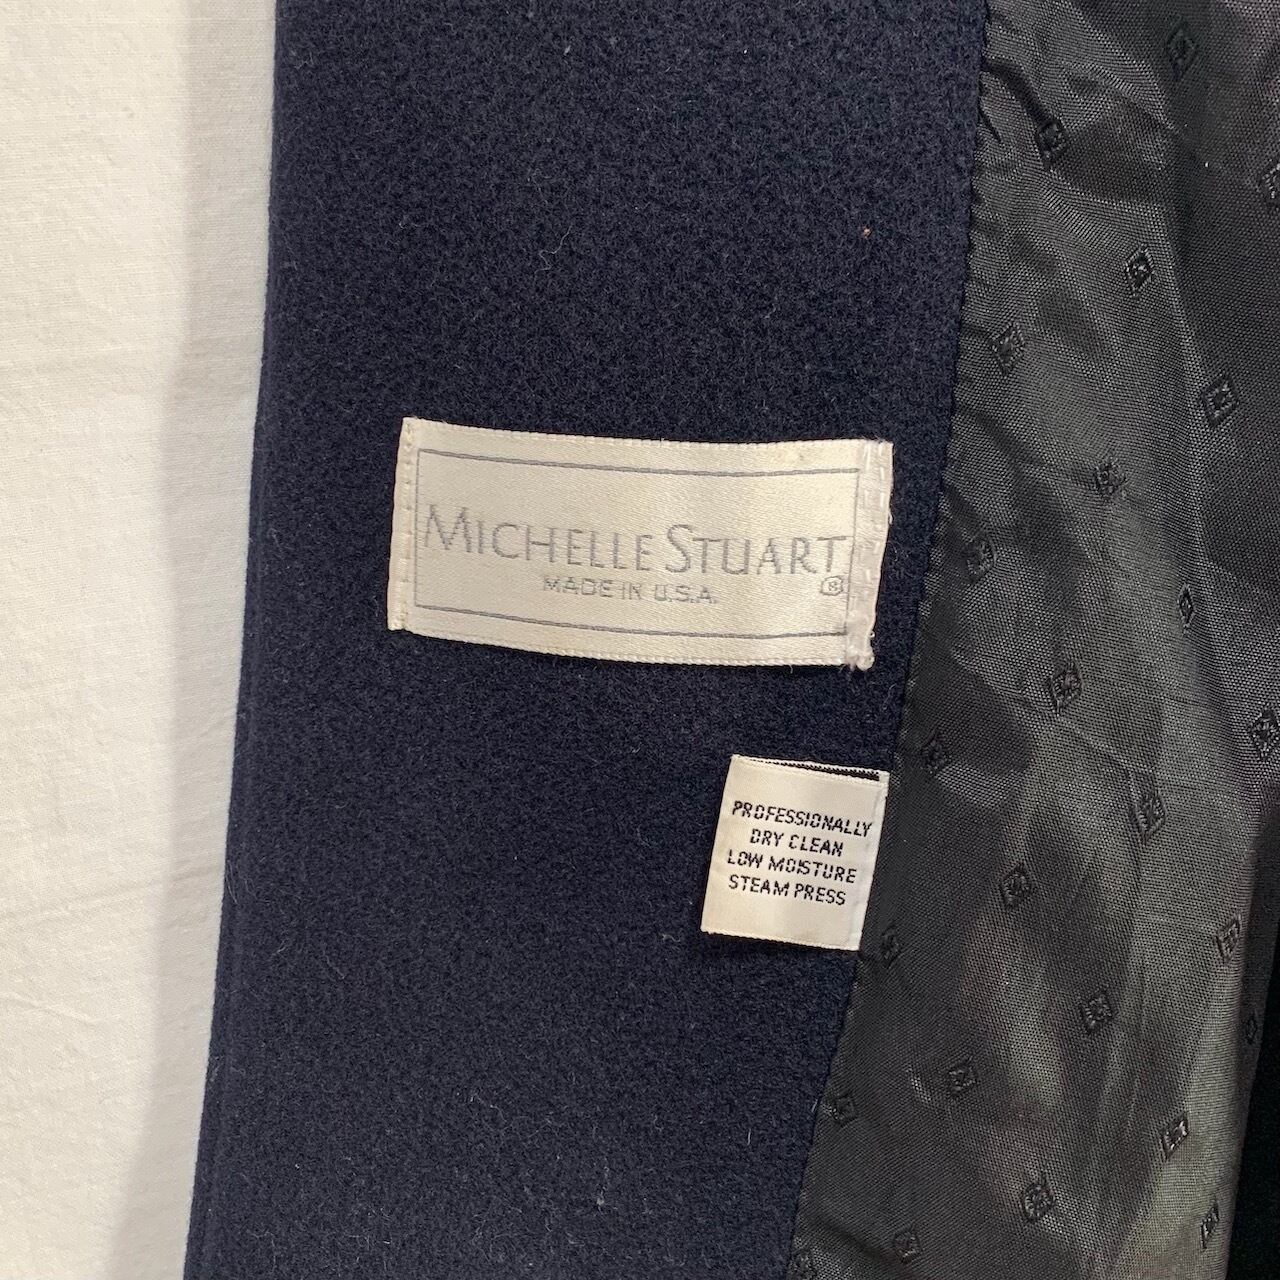 MICHELLE STUART
MADE IN U.S.A.
®
PROFESSIONALLY
DRY CLEAN
LOW MOISTURE
STEAM PRESS